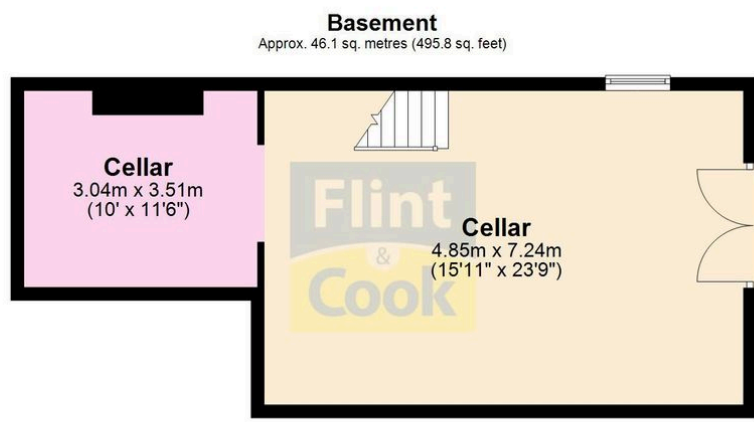 Basement
Approx. 46.1 sq. metres (495.8 sq. feet)
Cellar
3.04m x 3.51m
(10' x 11'6")
Flint
&
Cook
Cellar
4.85m x 7.24m
(15'11" x 23'9")